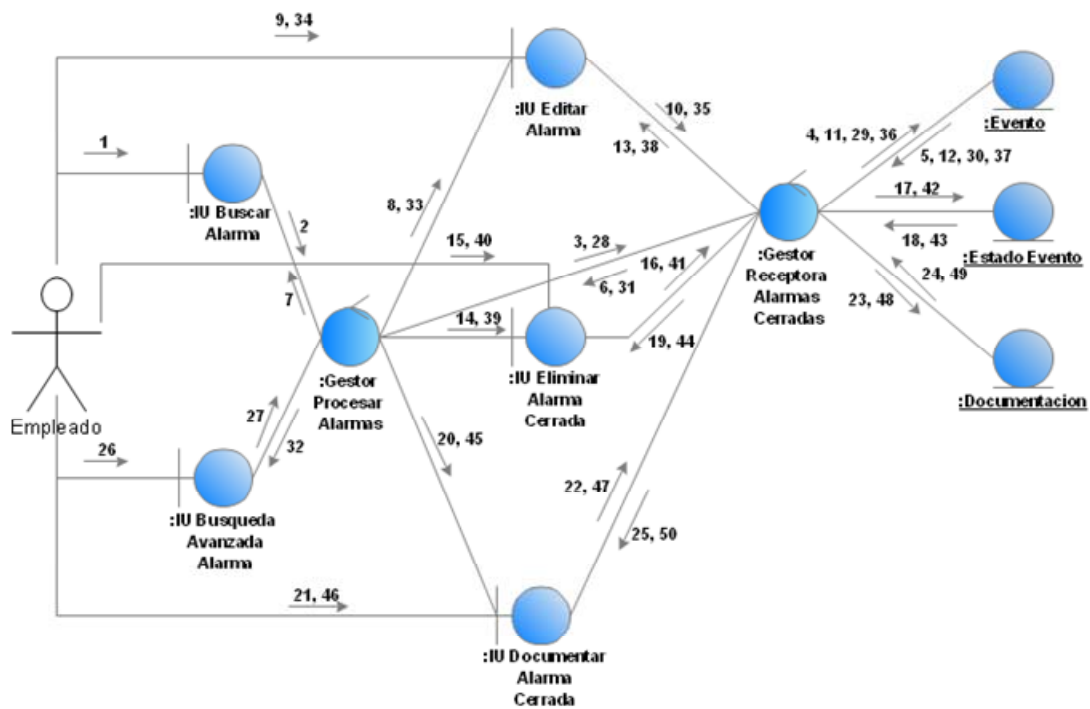 9, 34
:IU Editar
Alarma
10, 35
13, 38
4, 11, 29, 36
5, 12, 30, 37
:Evento
1
:IU Buscar
Alarma
2
7
8, 33
15, 40
3, 28
6, 31
16, 41
17, 42
18, 43
:Estado Evento
:Gestor
Receptora
Alarmas
Cerradas
24, 49
23, 48
14, 39
19, 44
:Gestor
Procesar
Alarmas
:IU Eliminar
Alarma
Cerrada
:Documentacion
Empleado
27
32
20, 45
26
:IU Busqueda
Avanzada
Alarma
22, 47
25, 50
21, 46
:IU Documentar
Alarma
Cerrada